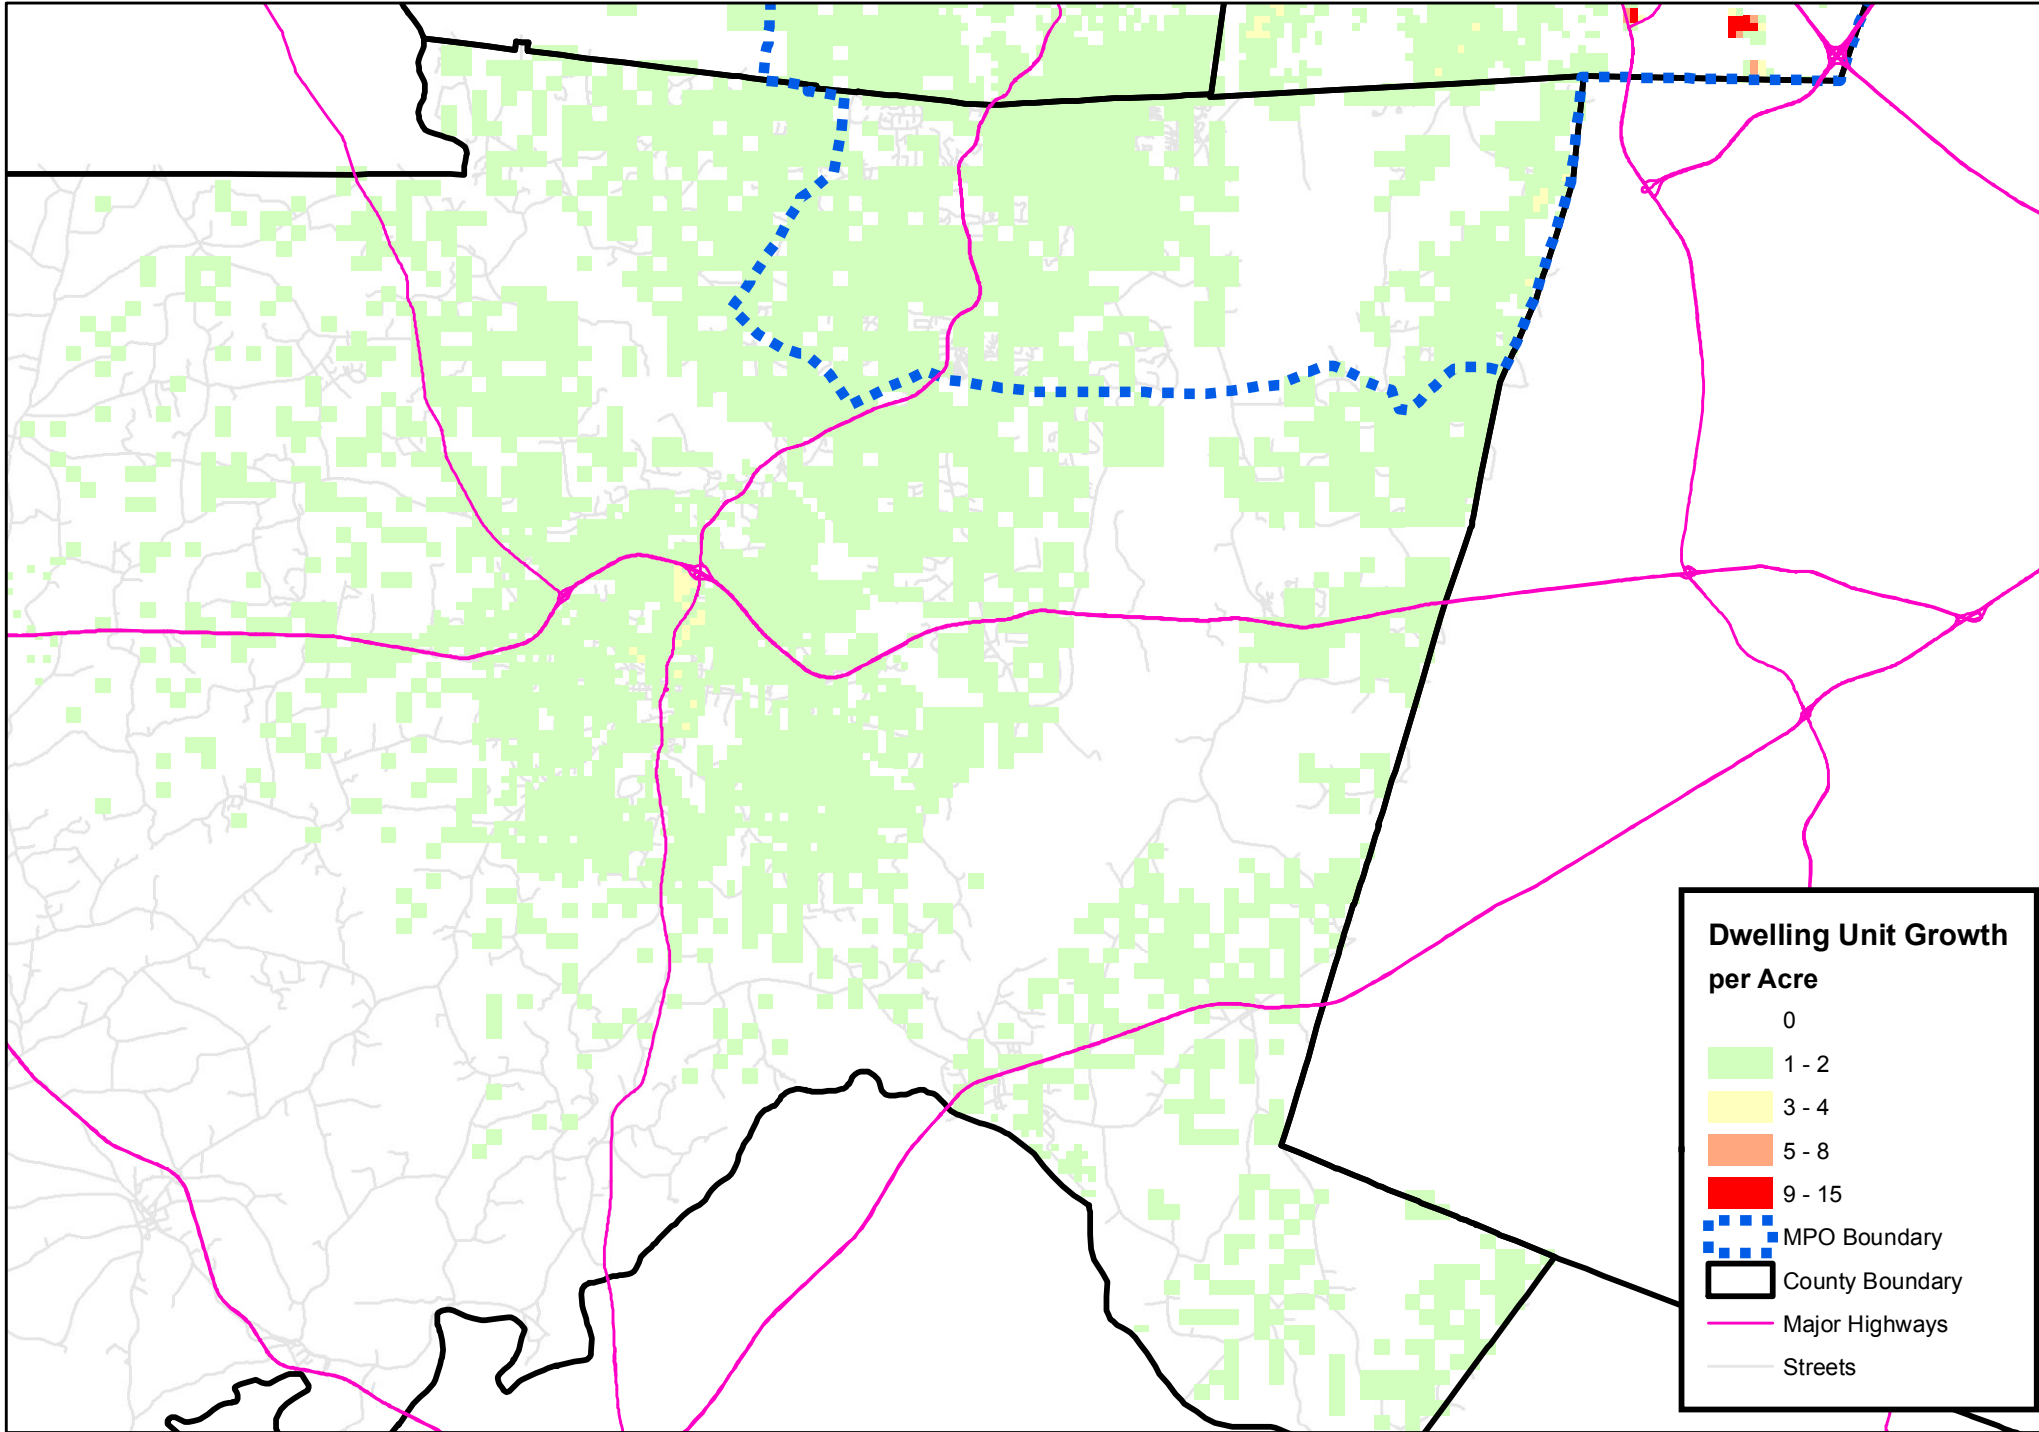 Dwelling Unit Growth
per Acre
0
1 - 2
3 - 4
5 - 8
9 - 15
MPO Boundary
County Boundary
Major Highways
Streets